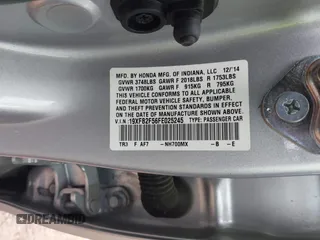 MFD. BY HONDA MFG. OF INDIANA, LLC 12/14
GVWR 3748LBS GAWR F 2018LBS R 1753LBS
GVWR 1700KG GAWR F 915KG R 795KG
THIS VEHICLE CONFORMS TO ALL APPLICABLE
FEDERAL MOTOR VEHICLE SAFETY, BUMPER,
AND THEFT PREVENTION STANDARDS IN EFFECT
ON THE DATE OF MANUFACTURE SHOWN ABOVE.
V.I.N: 19XFB2F56FE025245 TYPE: PASSENGER CAR
TR3 F AF7 -NH700MX -B -E
DREAMBID